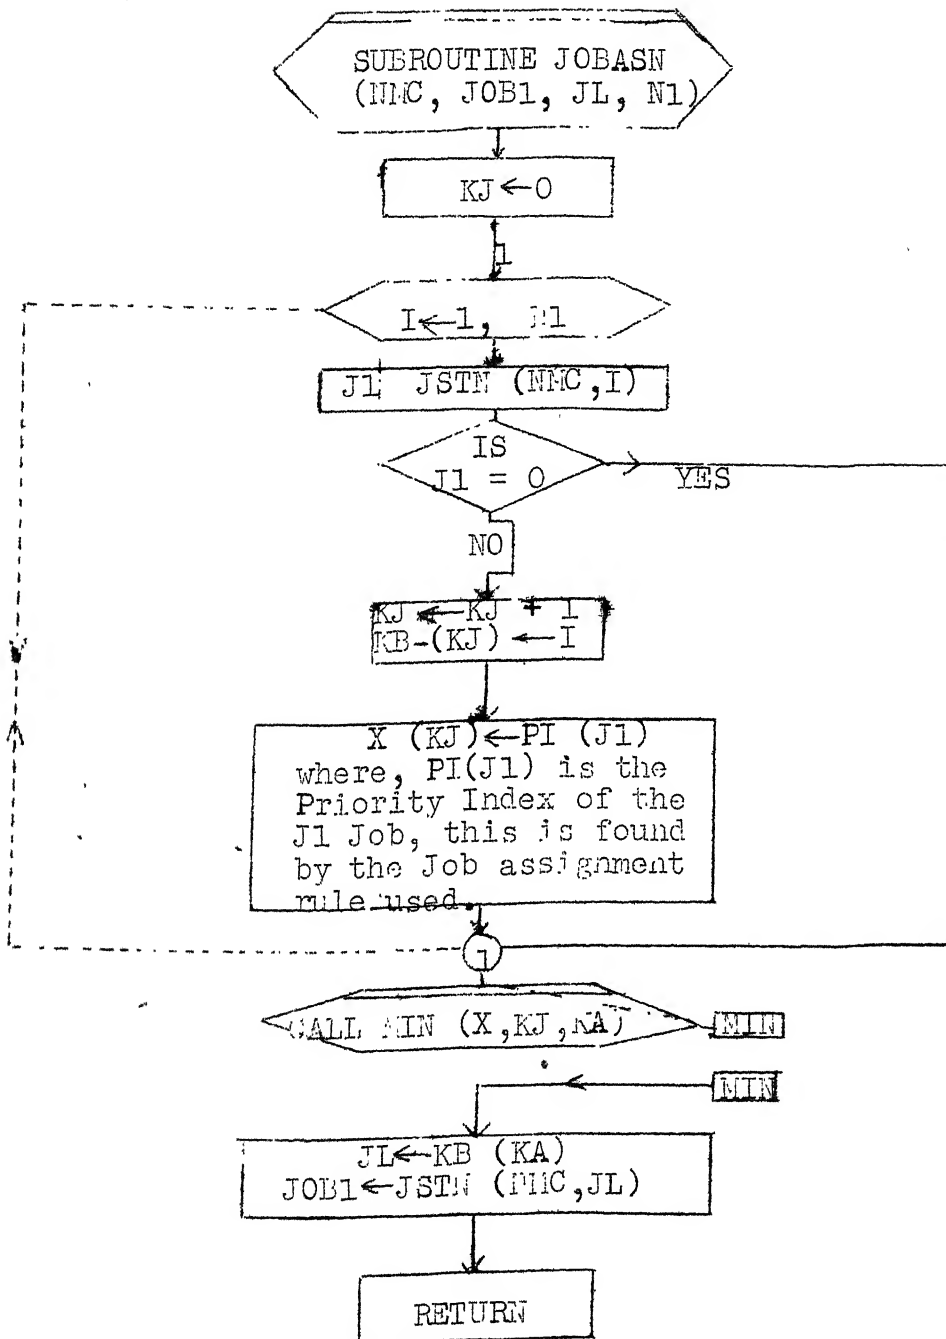 SUBROUTINE JOBASN
(NMC, JOB1, JL, N1)
KJ ← 0
1
I ← 1, N1
J1 JSTN (NMC, I)
IS
J1 = 0
YES
NO
KJ ← KJ + 1
KB-(KJ) ← I
X (KJ) ← PI (J1)
where, PI(J1) is the
Priority Index of the
J1 Job, this is found
by the Job assignment
rule used.
1
CALL MIN (X, KJ, KA)
MIN
MIN
JL ← KB (KA)
JOB1 ← JSTN (NMC, JL)
RETURN